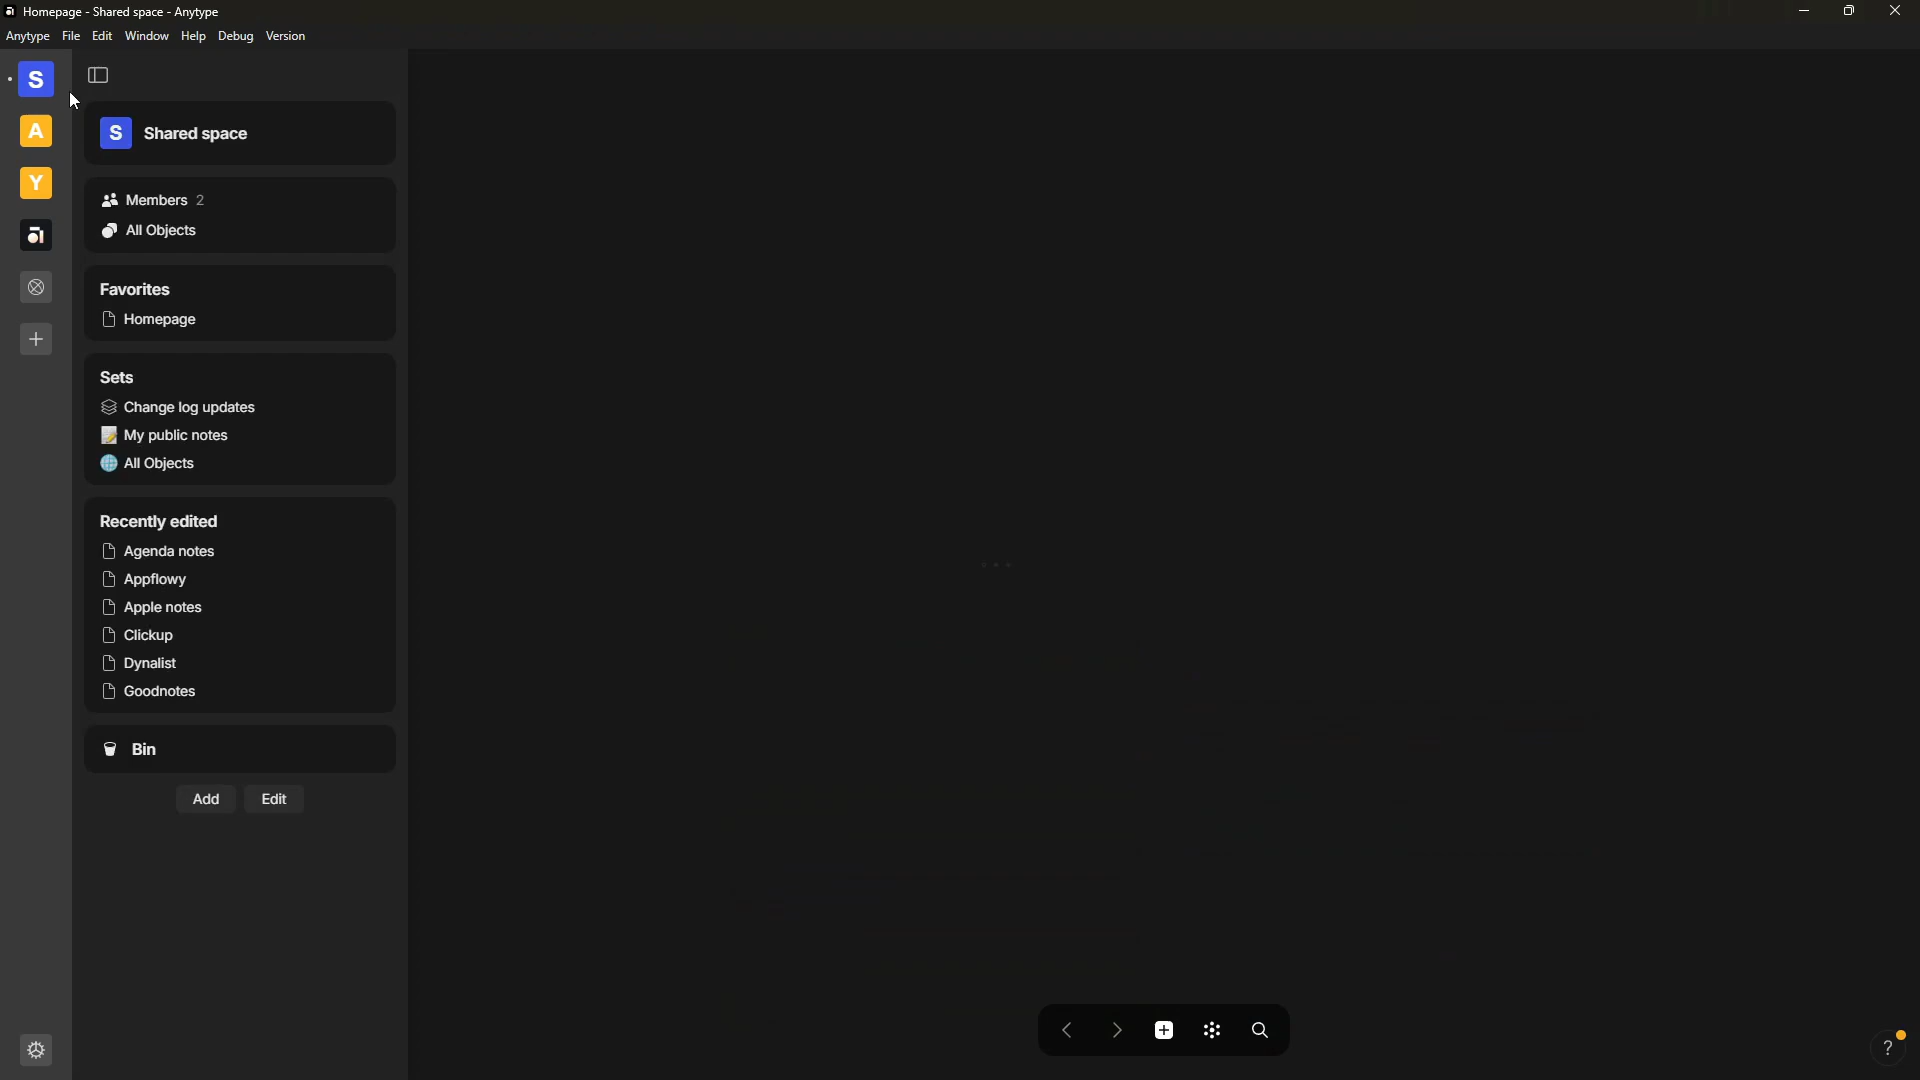 Homepage - Shared space - Anytype
Anytype File Edit Window Help Debug Version
S
A
Y
S Shared space
Members 2
All Objects
Favorites
Homepage
Sets
Change log updates
My public notes
All Objects
Recently edited
Agenda notes
Appflowy
Apple notes
Clickup
Dynalist
Goodnotes
Bin
Add Edit
?